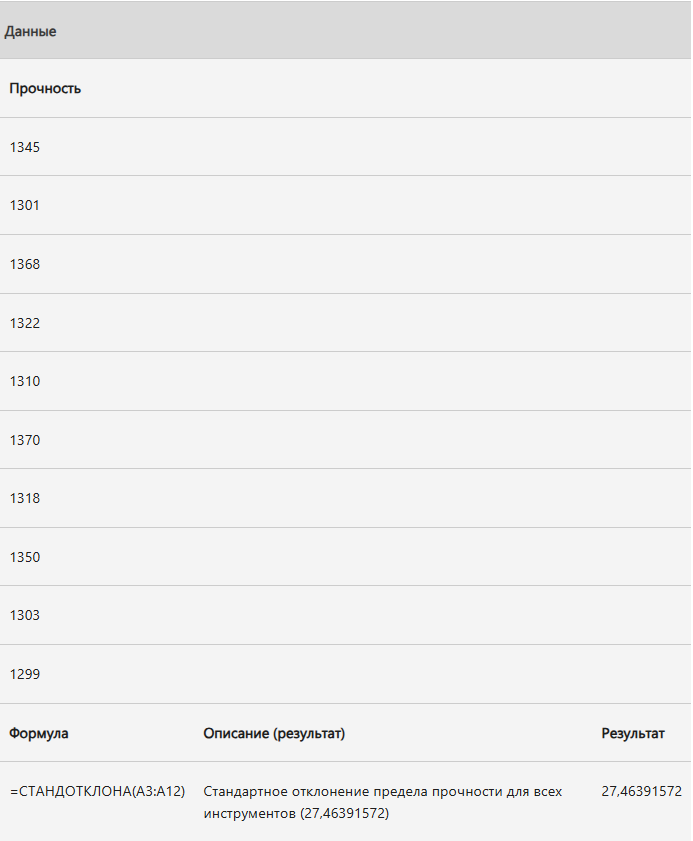 Данные
Прочность
1345
1301
1368
1322
1310
1370
1318
1350
1303
1299
Формула Описание (результат) Результат
=СТАНДОТКЛОНА(A3:A12) Стандартное отклонение предела прочности для всех 27,46391572
инструментов (27,46391572)